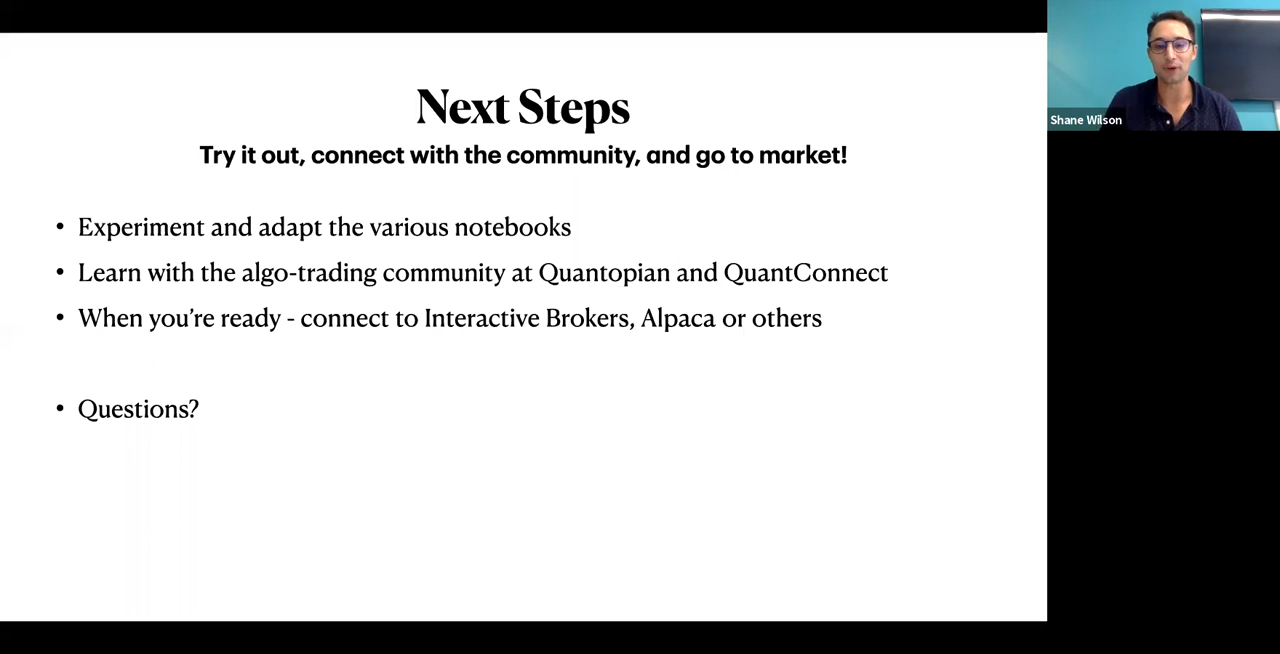 Next Steps
Try it out, connect with the community, and go to market!
• Experiment and adapt the various notebooks
• Learn with the algo-trading community at Quantopian and QuantConnect
• When you’re ready - connect to Interactive Brokers, Alpaca or others
• Questions?
Shane Wilson